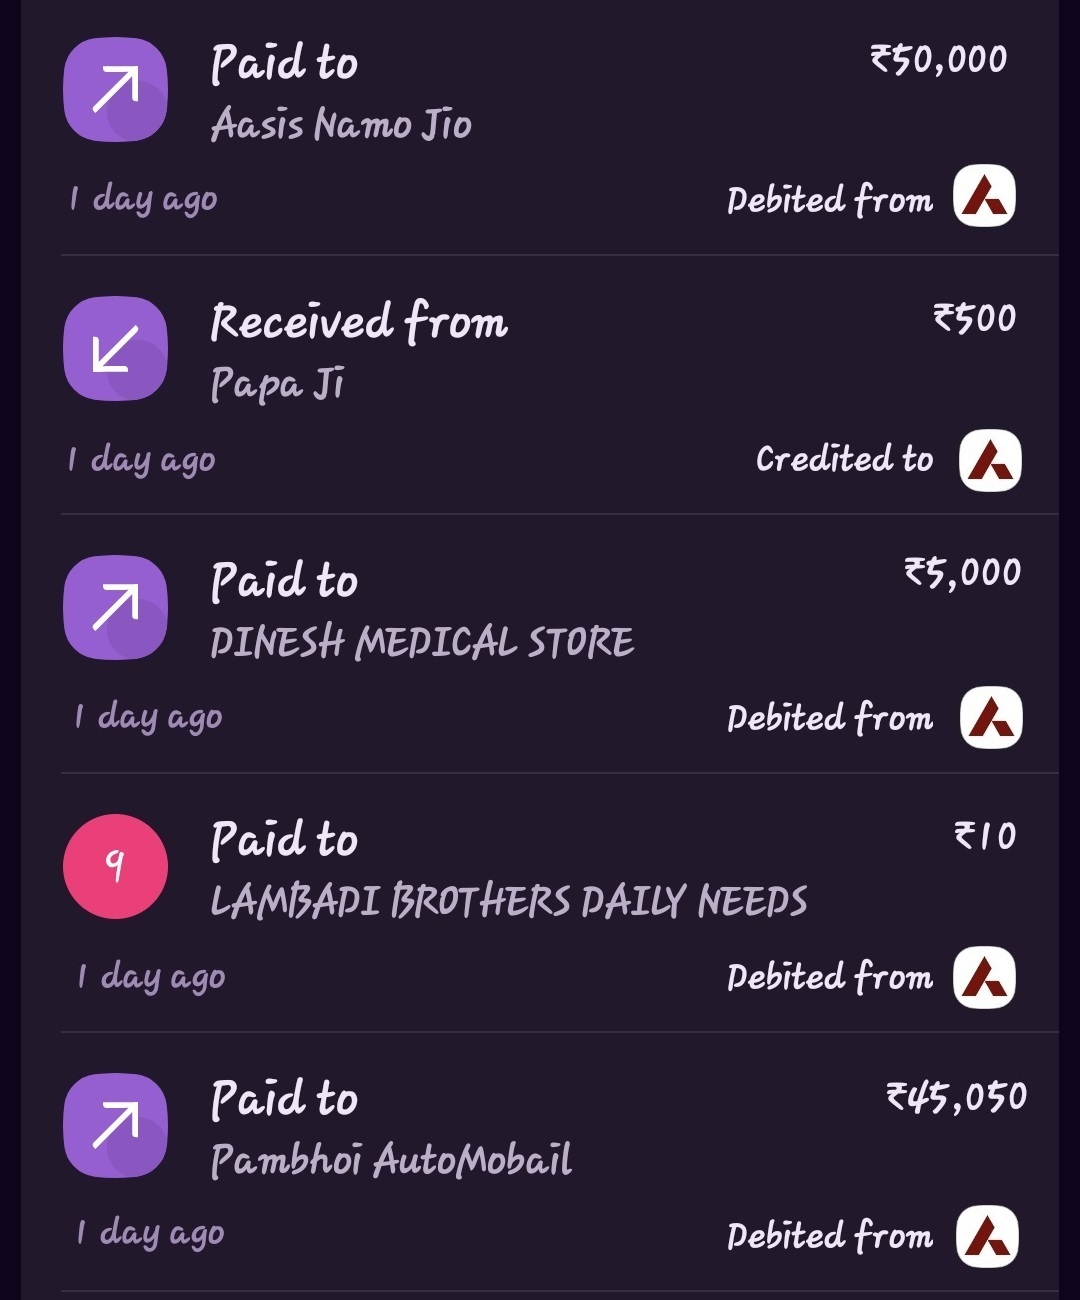 Paid to
₹50,000
Aasis Namo Jio
1 day ago
Debited from
Received from
₹500
Papa Ji
1 day ago
Credited to
Paid to
₹5,000
DINESH MEDICAL STORE
1 day ago
Debited from
9
Paid to
₹10
LAMBADI BROTHERS DAILY NEEDS
1 day ago
Debited from
Paid to
₹45,050
Pambhoi AutoMobail
1 day ago
Debited from